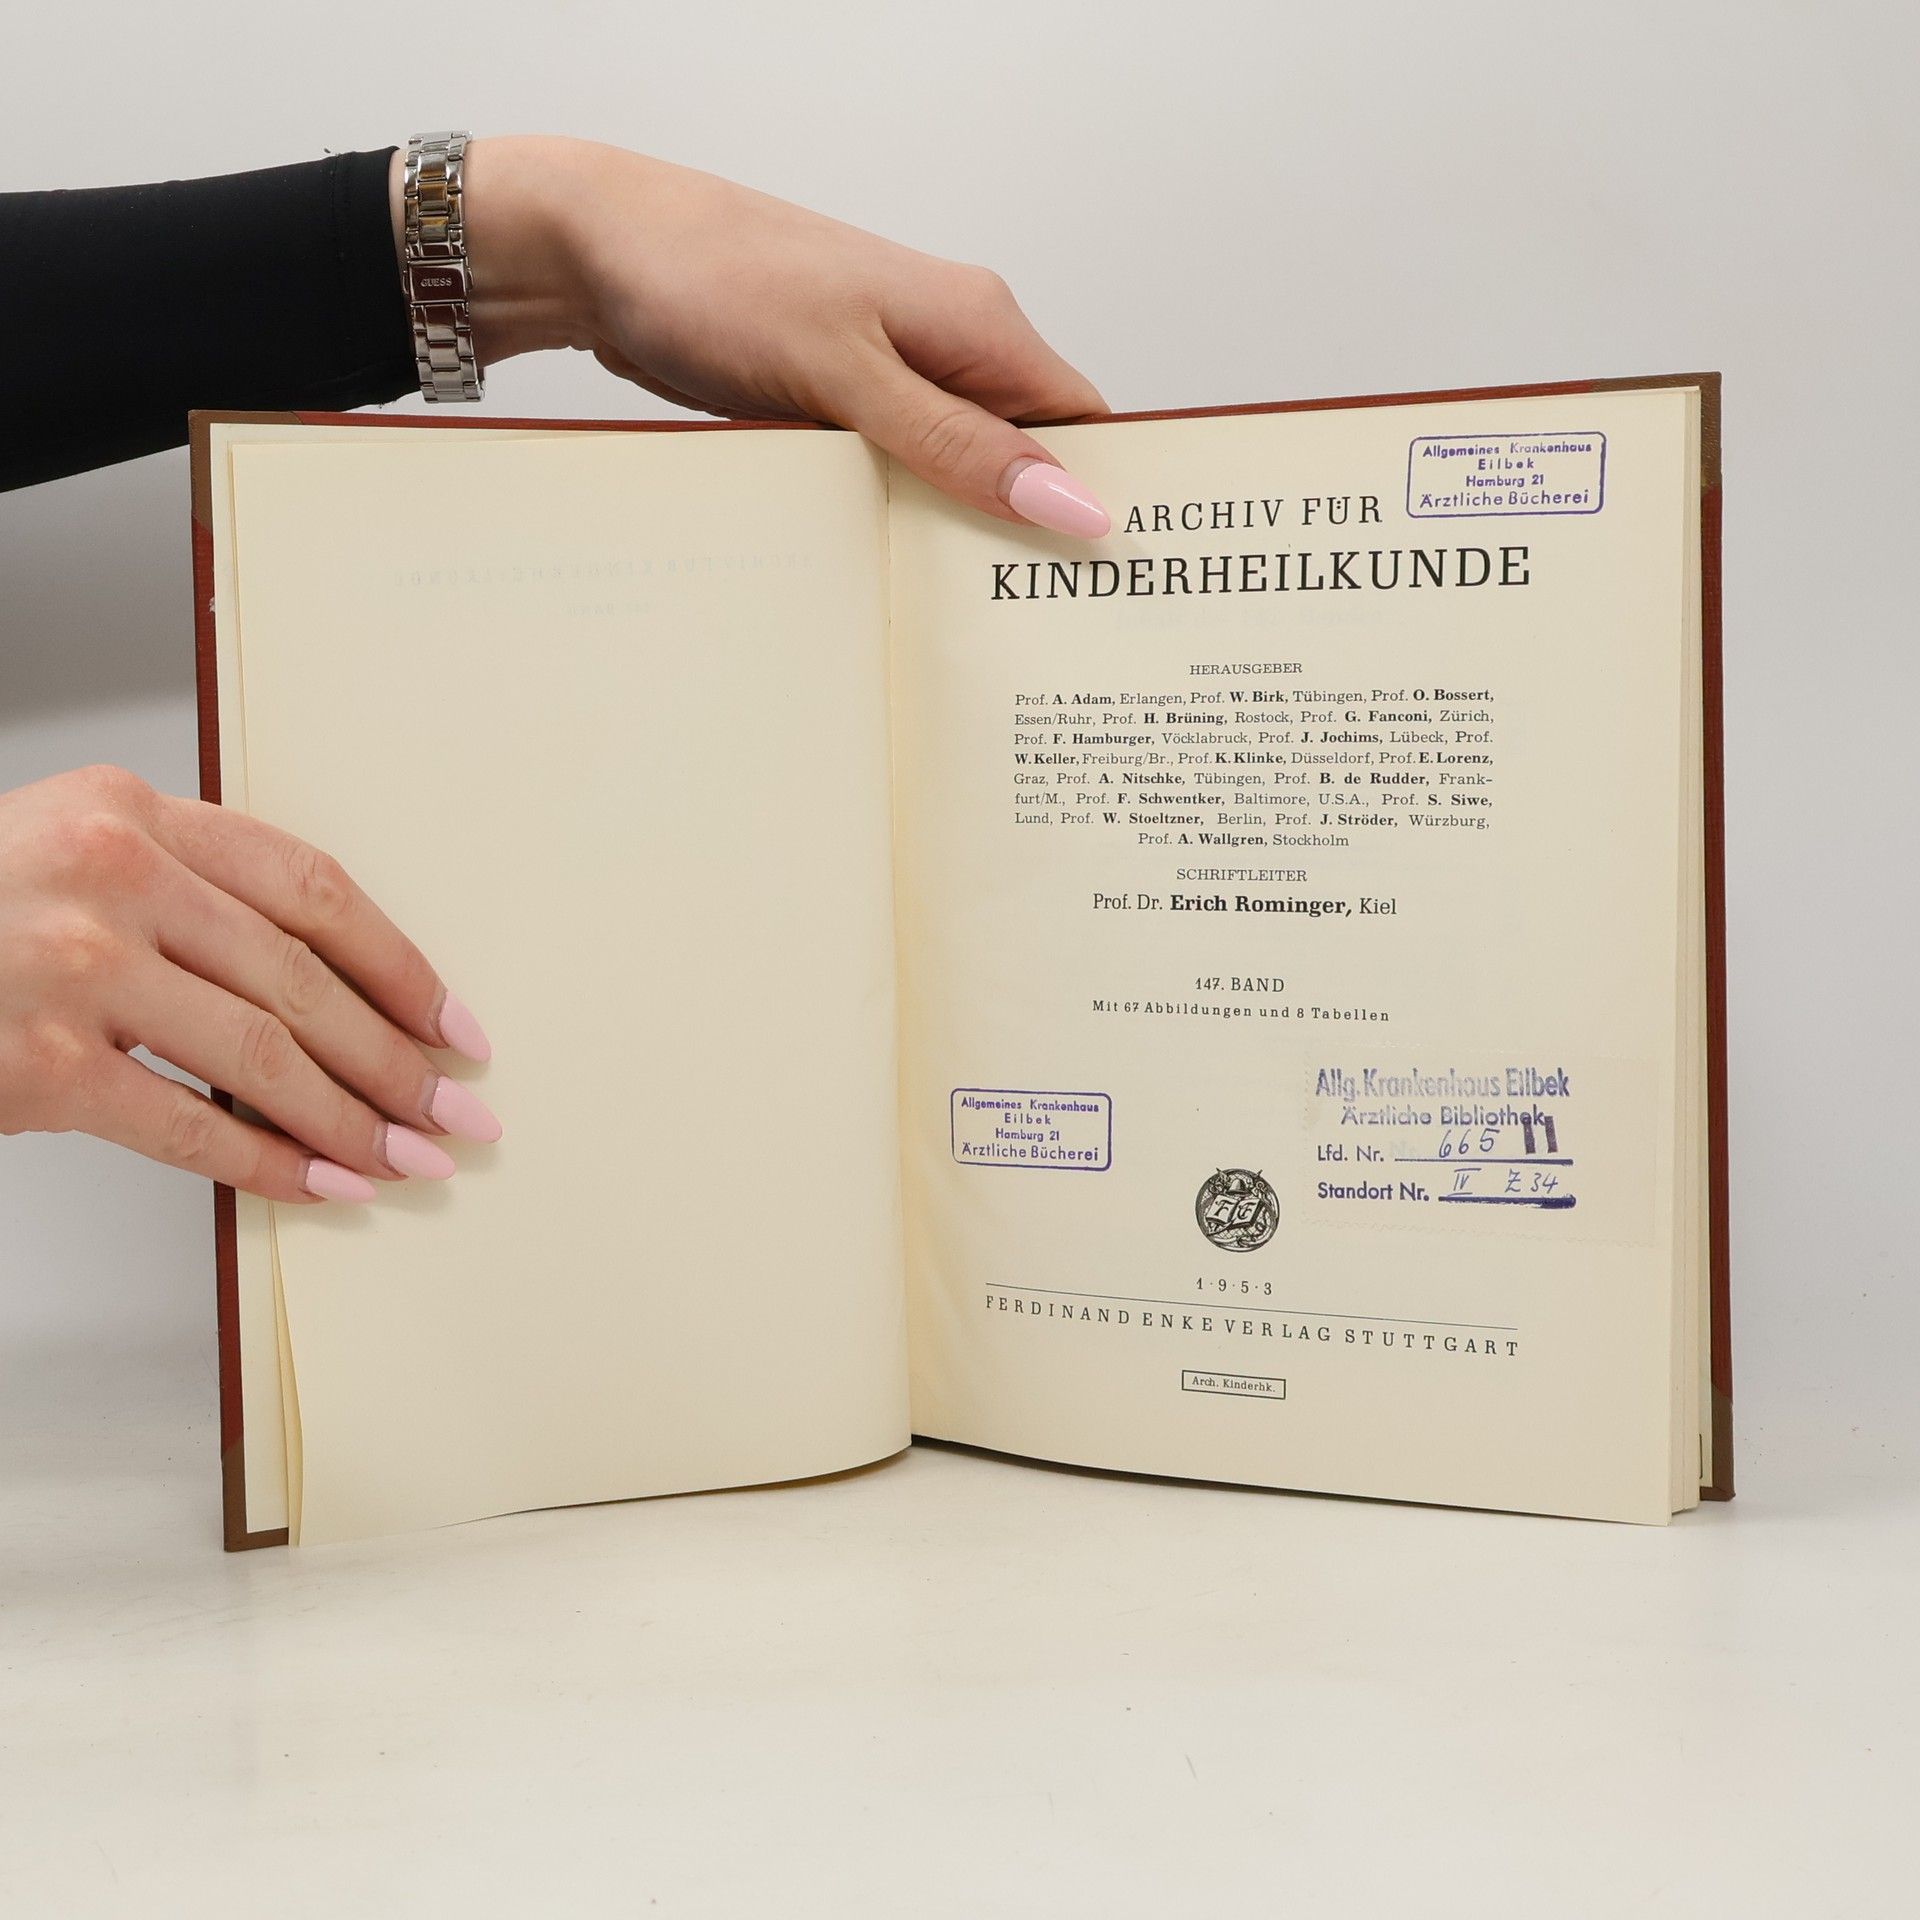 GUESS
Allgemeines Krankenhaus
Eilbek
Hamburg 21
Ärztliche Bücherei
ARCHIV FÜR
KINDERHEILKUNDE
HERAUSGEBER
Prof. A. Adam, Erlangen, Prof. W. Birk, Tübingen, Prof. O. Bossert,
Essen/Ruhr, Prof. H. Brüning, Rostock, Prof. G. Fanconi, Zürich,
Prof. F. Hamburger, Vöcklabruck, Prof. J. Jochims, Lübeck, Prof.
W. Keller, Freiburg/Br., Prof. K. Klinke, Düsseldorf, Prof. E. Lorenz,
Graz, Prof. A. Nitschke, Tübingen, Prof. B. de Rudder, Frank-
furt/M., Prof. F. Schwentker, Baltimore, U.S.A., Prof. S. Siwe,
Lund, Prof. W. Stoeltzner, Berlin, Prof. J. Ströder, Würzburg,
Prof. A. Wallgren, Stockholm
SCHRIFTLEITER
Prof. Dr. Erich Rominger, Kiel
147. BAND
Mit 67 Abbildungen und 8 Tabellen
Allgemeines Krankenhaus
Eilbek
Hamburg 21
Ärztliche Bücherei
Allg. Krankenhaus Eilbek
Ärztliche Bibliothek
Lfd. Nr. 665 II
Standort Nr. IV Z 34
F E
1·9·5·3
FERDINAND ENKE VERLAG STUTTGART
Arch. Kinderhk.